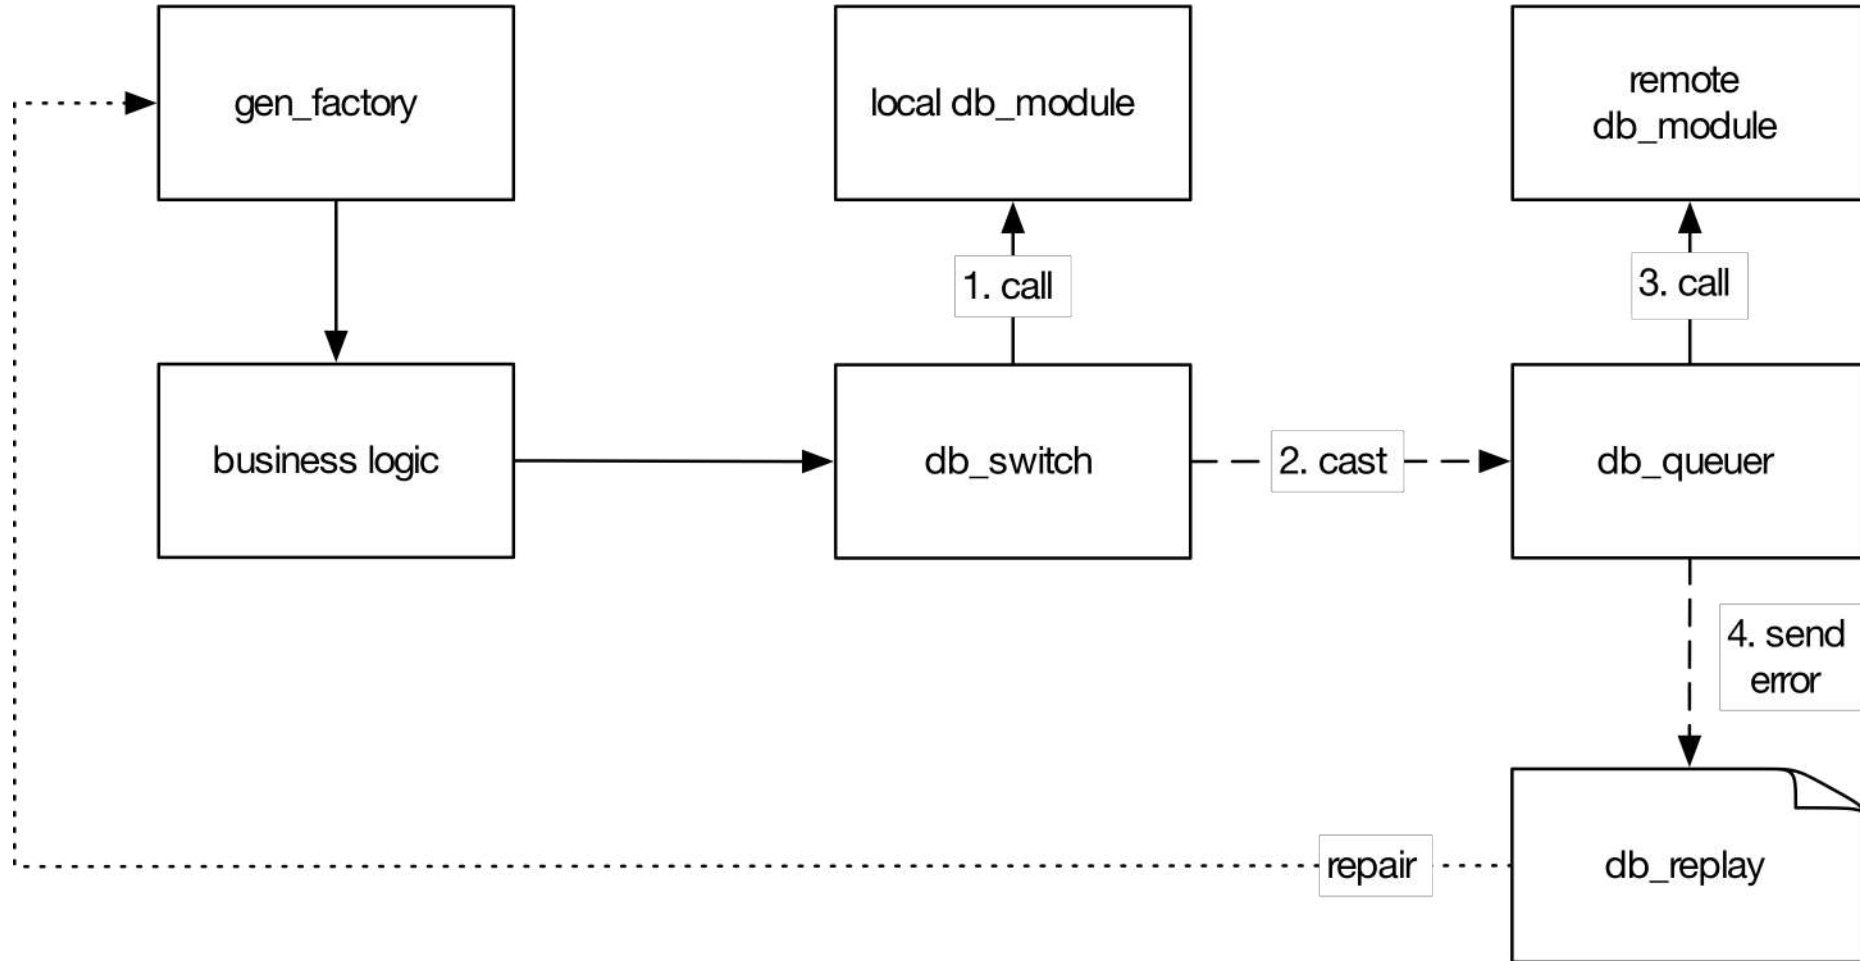 gen_factory
local db_module
remote
db_module
1. call
3. call
business logic
db_switch
2. cast
db_queuer
4. send
error
repair
db_replay